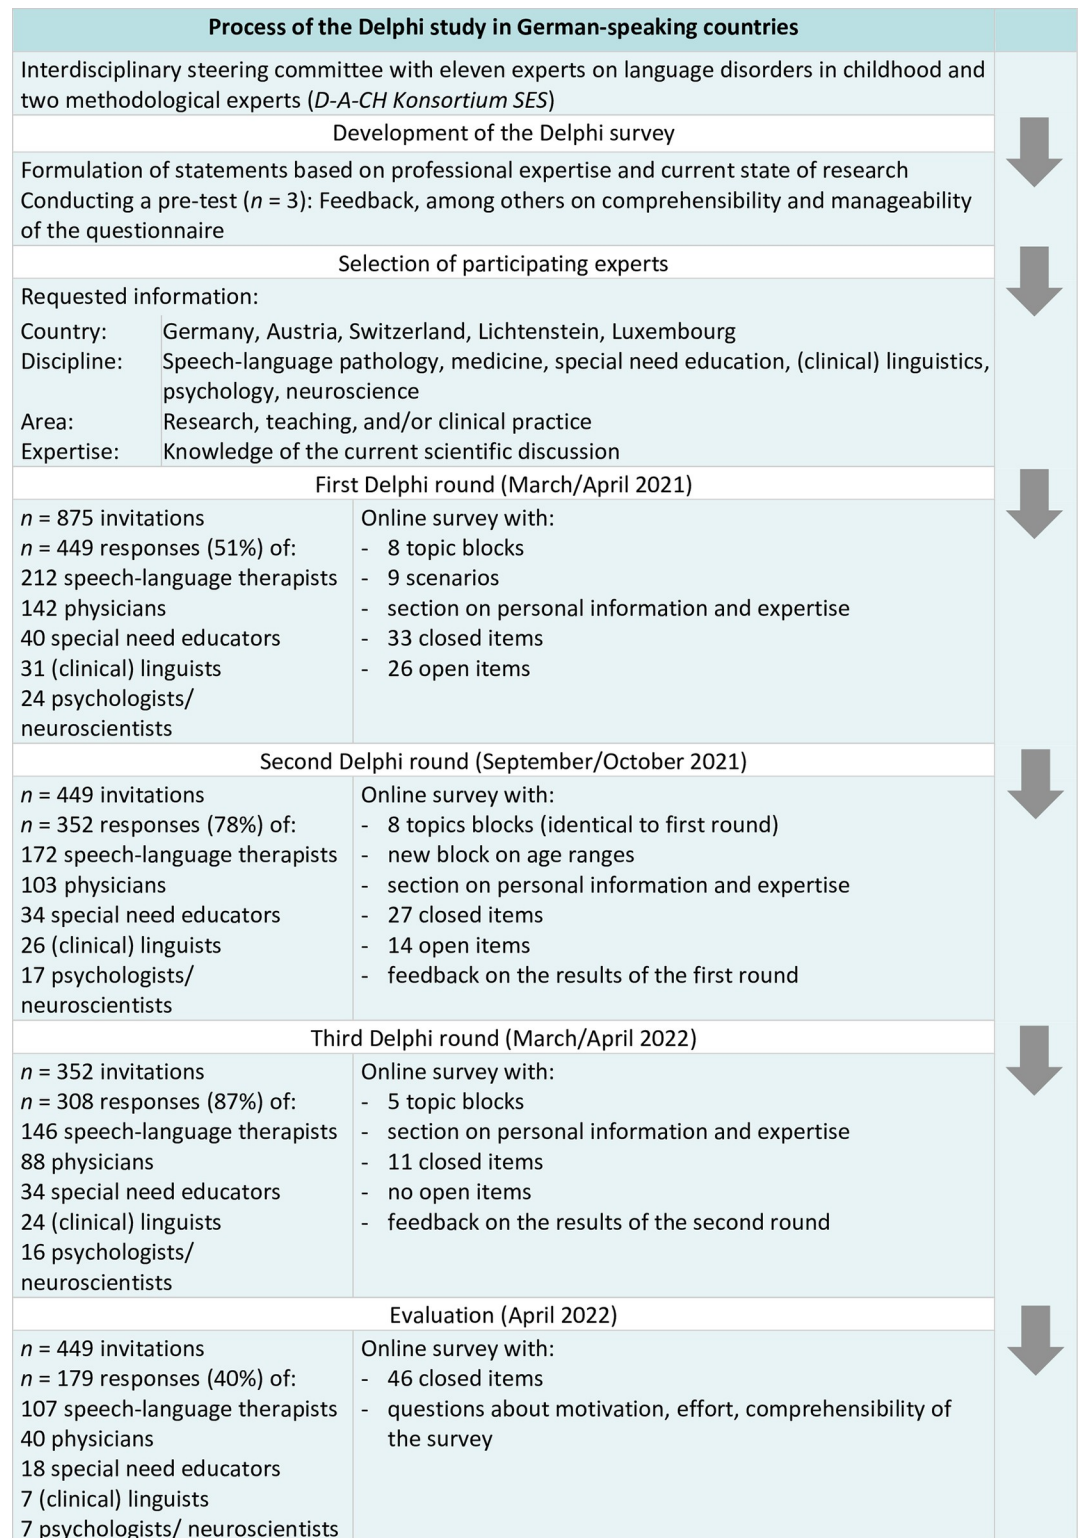 Process of the Delphi study in German-speaking countries
Interdisciplinary steering committee with eleven experts on language disorders in childhood and
two methodological experts (D-A-CH Konsortium SES)
Development of the Delphi survey
Formulation of statements based on professional expertise and current state of research
Conducting a pre-test (n = 3): Feedback, among others on comprehensibility and manageability
of the questionnaire
Selection of participating experts
Requested information:
Country: Germany, Austria, Switzerland, Lichtenstein, Luxembourg
Discipline: Speech-language pathology, medicine, special need education, (clinical) linguistics,
psychology, neuroscience
Area: Research, teaching, and/or clinical practice
Expertise: Knowledge of the current scientific discussion
First Delphi round (March/April 2021)
n = 875 invitations
n = 449 responses (51%) of:
212 speech-language therapists
142 physicians
40 special need educators
31 (clinical) linguists
24 psychologists/
neuroscientists
Online survey with:
- 8 topic blocks
- 9 scenarios
- section on personal information and expertise
- 33 closed items
- 26 open items
Second Delphi round (September/October 2021)
n = 449 invitations
n = 352 responses (78%) of:
172 speech-language therapists
103 physicians
34 special need educators
26 (clinical) linguists
17 psychologists/
neuroscientists
Online survey with:
- 8 topics blocks (identical to first round)
- new block on age ranges
- section on personal information and expertise
- 27 closed items
- 14 open items
- feedback on the results of the first round
Third Delphi round (March/April 2022)
n = 352 invitations
n = 308 responses (87%) of:
146 speech-language therapists
88 physicians
34 special need educators
24 (clinical) linguists
16 psychologists/
neuroscientists
Online survey with:
- 5 topic blocks
- section on personal information and expertise
- 11 closed items
- no open items
- feedback on the results of the second round
Evaluation (April 2022)
n = 449 invitations
n = 179 responses (40%) of:
107 speech-language therapists
40 physicians
18 special need educators
7 (clinical) linguists
7 psychologists/ neuroscientists
Online survey with:
- 46 closed items
- questions about motivation, effort, comprehensibility of
the survey